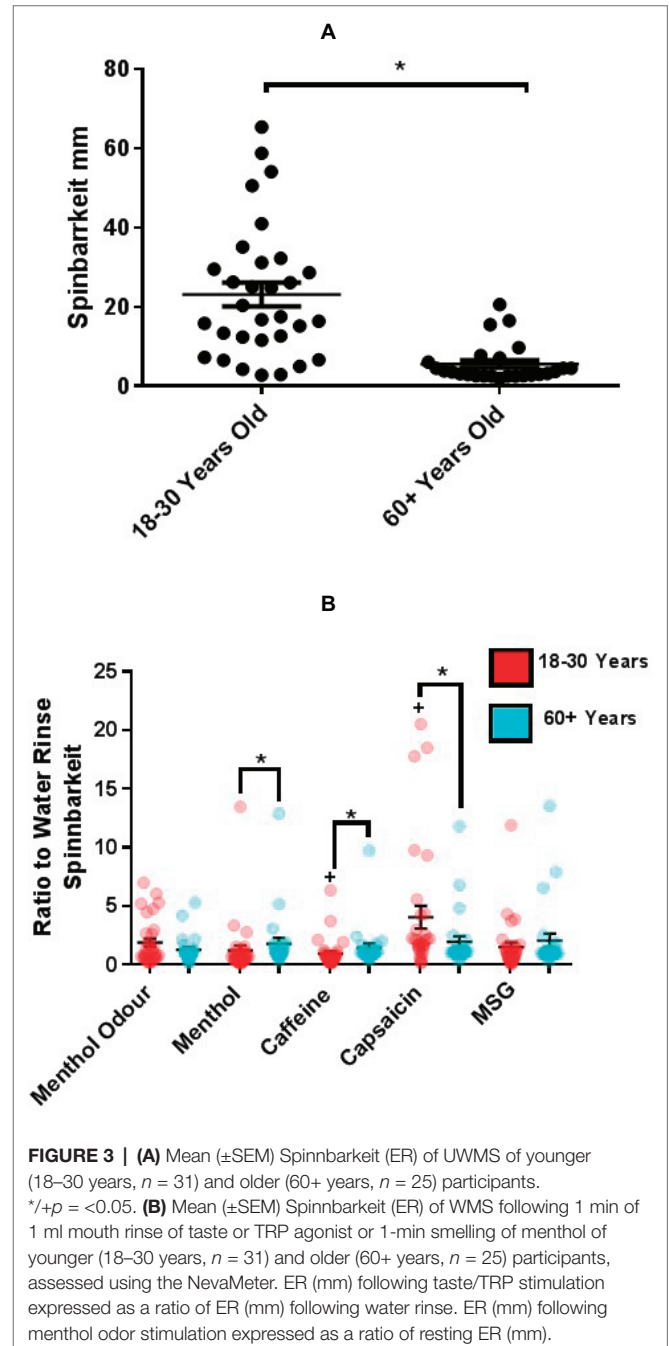 A
*
80
60
40
20
0
Spinbarrkeit mm
18-30 Years Old
60+ Years Old
B
25
20
15
10
5
0
Ratio to Water Rinse
Spinnbarkeit
18-30 Years
60+ Years
*
+
*
*
+
Menthol Odour
Menthol
Caffeine
Capsaicin
MSG
FIGURE 3 | (A) Mean (±SEM) Spinnbarkeit (ER) of UWMS of younger
(18–30 years, n = 31) and older (60+ years, n = 25) participants.
*/+p = <0.05. (B) Mean (±SEM) Spinnbarkeit (ER) of WMS following 1 min of
1 ml mouth rinse of taste or TRP agonist or 1-min smelling of menthol of
younger (18–30 years, n = 31) and older (60+ years, n = 25) participants,
assessed using the NevaMeter. ER (mm) following taste/TRP stimulation
expressed as a ratio of ER (mm) following water rinse. ER (mm) following
menthol odor stimulation expressed as a ratio of resting ER (mm).